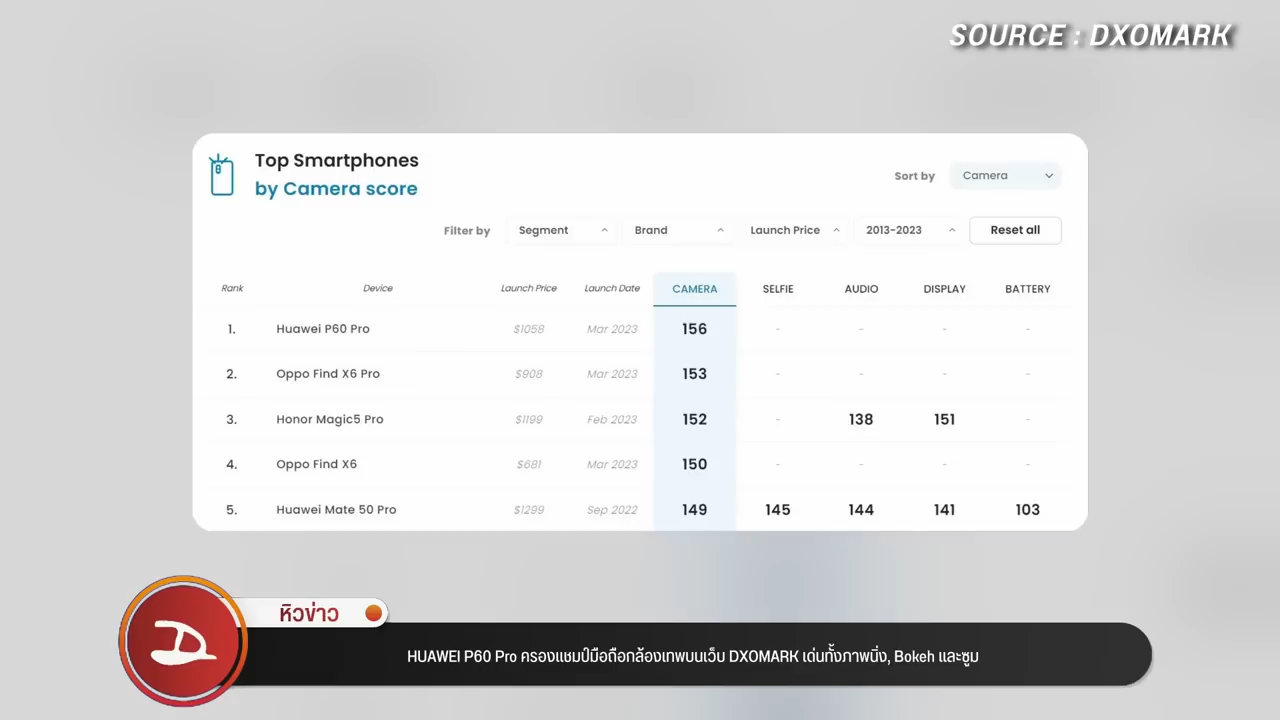 SOURCE : DXOMARK
Top Smartphones
by Camera score
Sort by Camera
Filter by Segment Brand Launch Price 2013-2023 Reset all
Rank Device Launch Price Launch Date CAMERA SELFIE AUDIO DISPLAY BATTERY
1. Huawei P60 Pro $1058 Mar 2023 156 - - - -
2. Oppo Find X6 Pro $908 Mar 2023 153 - - - -
3. Honor Magic5 Pro $1199 Feb 2023 152 - 138 151 -
4. Oppo Find X6 $681 Mar 2023 150 - - - -
5. Huawei Mate 50 Pro $1299 Sep 2022 149 145 144 141 103
หิวข่าว
HUAWEI P60 Pro ครองแชมป์มือถือกล้องเทพบนเว็บ DXOMARK เด่นทั้งภาพนิ่ง, Bokeh และซูม